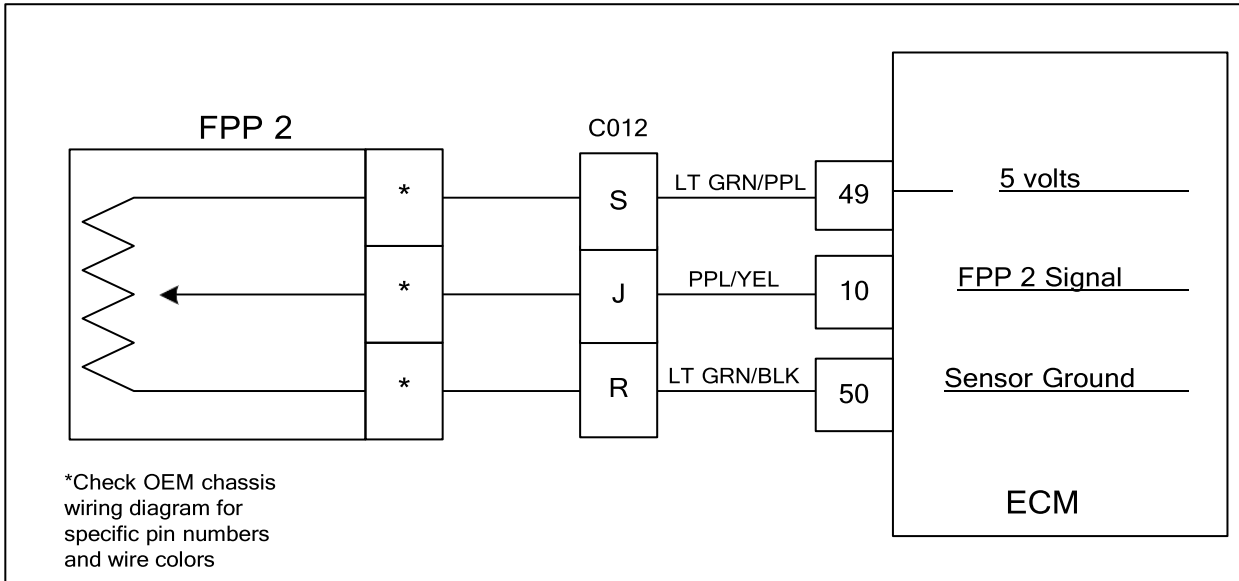 FPP 2
C012
* S LT GRN/PPL 49 5 volts
* J PPL/YEL 10 FPP 2 Signal
* R LT GRN/BLK 50 Sensor Ground
ECM
*Check OEM chassis
wiring diagram for
specific pin numbers
and wire colors